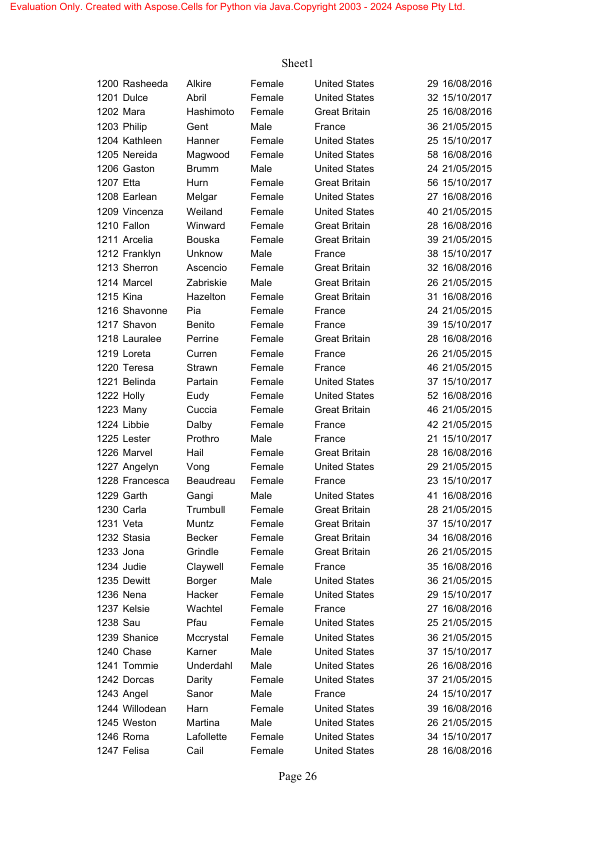 Evaluation Only. Created with Aspose.Cells for Python via Java.Copyright 2003 - 2024 Aspose Pty Ltd.
Sheet1
1200 Rasheeda Alkire Female United States 29 16/08/2016
1201 Dulce Abril Female United States 32 15/10/2017
1202 Mara Hashimoto Female Great Britain 25 16/08/2016
1203 Philip Gent Male France 36 21/05/2015
1204 Kathleen Hanner Female United States 25 15/10/2017
1205 Nereida Magwood Female United States 58 16/08/2016
1206 Gaston Brumm Male United States 24 21/05/2015
1207 Etta Hurn Female Great Britain 56 15/10/2017
1208 Earlean Melgar Female United States 27 16/08/2016
1209 Vincenza Weiland Female United States 40 21/05/2015
1210 Fallon Winward Female Great Britain 28 16/08/2016
1211 Arcelia Bouska Female Great Britain 39 21/05/2015
1212 Franklyn Unknow Male France 38 15/10/2017
1213 Sherron Ascencio Female Great Britain 32 16/08/2016
1214 Marcel Zabriskie Male Great Britain 26 21/05/2015
1215 Kina Hazelton Female Great Britain 31 16/08/2016
1216 Shavonne Pia Female France 24 21/05/2015
1217 Shavon Benito Female France 39 15/10/2017
1218 Lauralee Perrine Female Great Britain 28 16/08/2016
1219 Loreta Curren Female France 26 21/05/2015
1220 Teresa Strawn Female France 46 21/05/2015
1221 Belinda Partain Female United States 37 15/10/2017
1222 Holly Eudy Female United States 52 16/08/2016
1223 Many Cuccia Female Great Britain 46 21/05/2015
1224 Libbie Dalby Female France 42 21/05/2015
1225 Lester Prothro Male France 21 15/10/2017
1226 Marvel Hail Female Great Britain 28 16/08/2016
1227 Angelyn Vong Female United States 29 21/05/2015
1228 Francesca Beaudreau Female France 23 15/10/2017
1229 Garth Gangi Male United States 41 16/08/2016
1230 Carla Trumbull Female Great Britain 28 21/05/2015
1231 Veta Muntz Female Great Britain 37 15/10/2017
1232 Stasia Becker Female Great Britain 34 16/08/2016
1233 Jona Grindle Female Great Britain 26 21/05/2015
1234 Judie Claywell Female France 35 16/08/2016
1235 Dewitt Borger Male United States 36 21/05/2015
1236 Nena Hacker Female United States 29 15/10/2017
1237 Kelsie Wachtel Female France 27 16/08/2016
1238 Sau Pfau Female United States 25 21/05/2015
1239 Shanice Mccrystal Female United States 36 21/05/2015
1240 Chase Karner Male United States 37 15/10/2017
1241 Tommie Underdahl Male United States 26 16/08/2016
1242 Dorcas Darity Female United States 37 21/05/2015
1243 Angel Sanor Male France 24 15/10/2017
1244 Willodean Harn Female United States 39 16/08/2016
1245 Weston Martina Male United States 26 21/05/2015
1246 Roma Lafollette Female United States 34 15/10/2017
1247 Felisa Cail Female United States 28 16/08/2016
Page 26